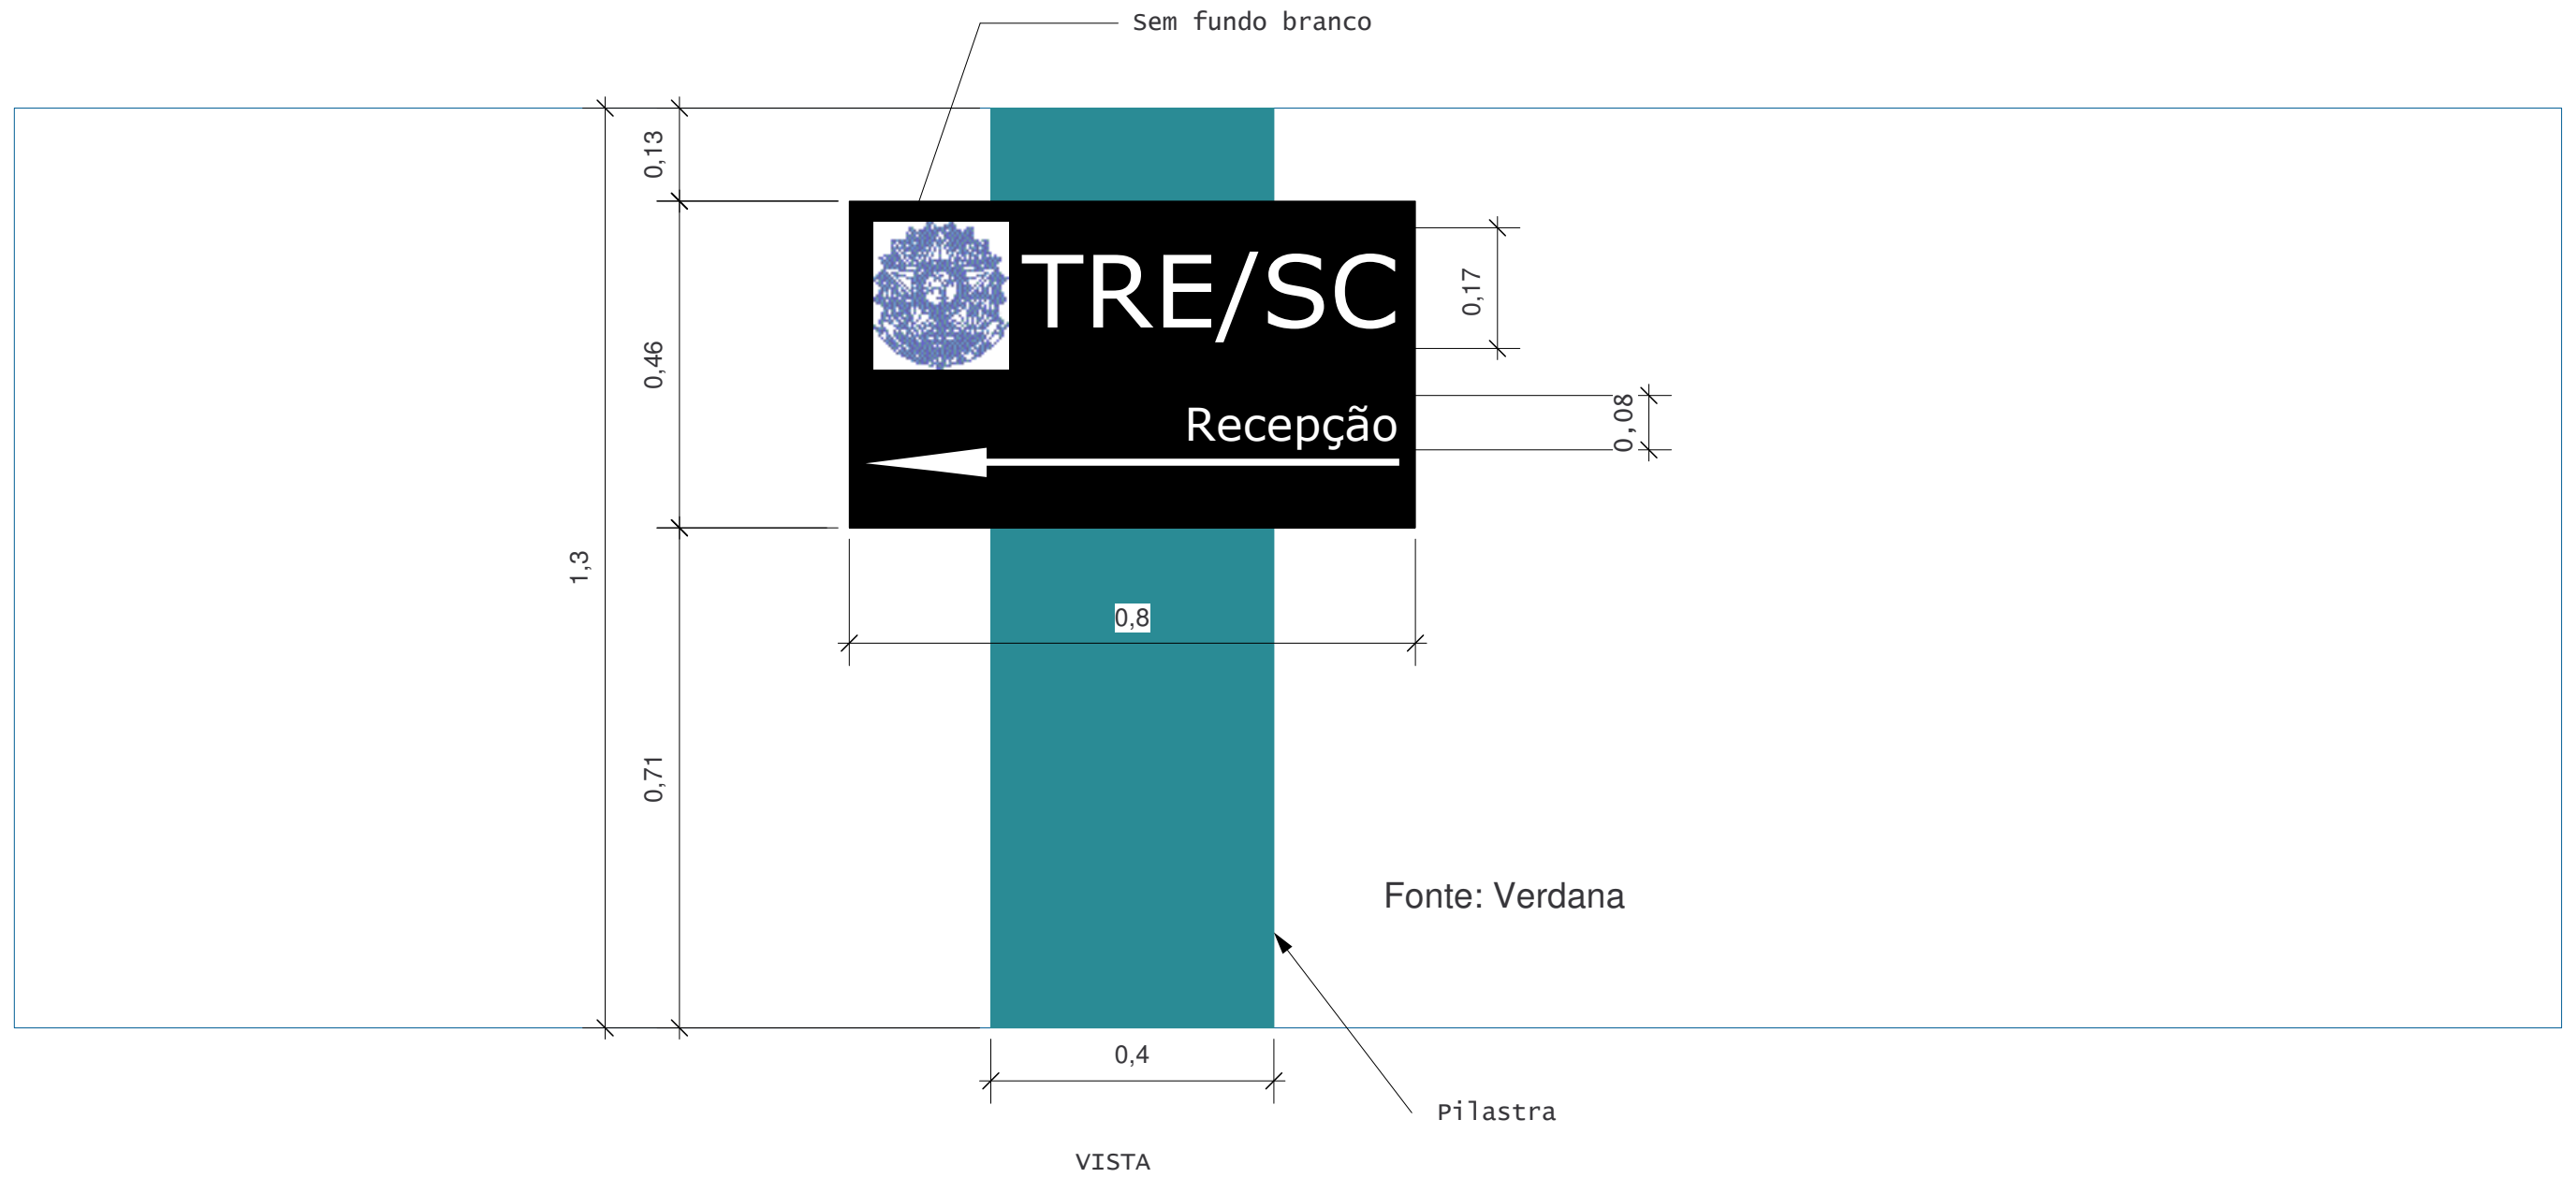 Sem fundo branco
0,13
TRE/SC
0,17
0,46
Recepção
0,08
1,3
0,8
0,71
Fonte: Verdana
0,4
Pilastra
VISTA